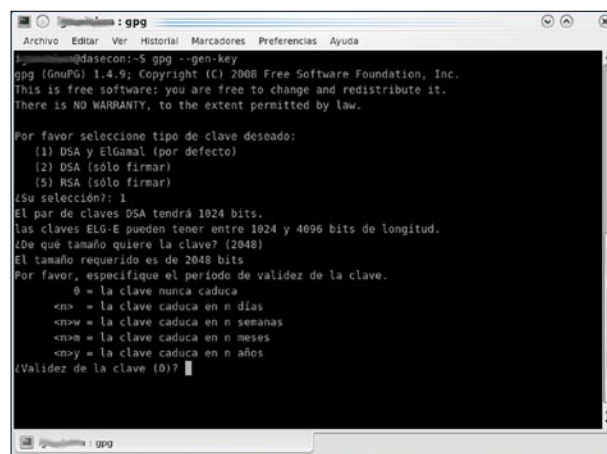 : gpg
Archivo Editar Ver Historial Marcadores Preferencias Ayuda
@dasecon:~$ gpg --gen-key
gpg (GnuPG) 1.4.9; Copyright (C) 2008 Free Software Foundation, Inc.
This is free software: you are free to change and redistribute it.
There is NO WARRANTY, to the extent permitted by law.
Por favor seleccione tipo de clave deseado:
(1) DSA y ElGamal (por defecto)
(2) DSA (sólo firmar)
(5) RSA (sólo firmar)
¿Su selección?: 1
El par de claves DSA tendrá 1024 bits.
las claves ELG-E pueden tener entre 1024 y 4096 bits de longitud.
¿De qué tamaño quiere la clave? (2048)
El tamaño requerido es de 2048 bits
Por favor, especifique el período de validez de la clave.
0 = la clave nunca caduca
<n> = la clave caduca en n días
<n>w = la clave caduca en n semanas
<n>m = la clave caduca en n meses
<n>y = la clave caduca en n años
¿Validez de la clave (0)?
: gpg